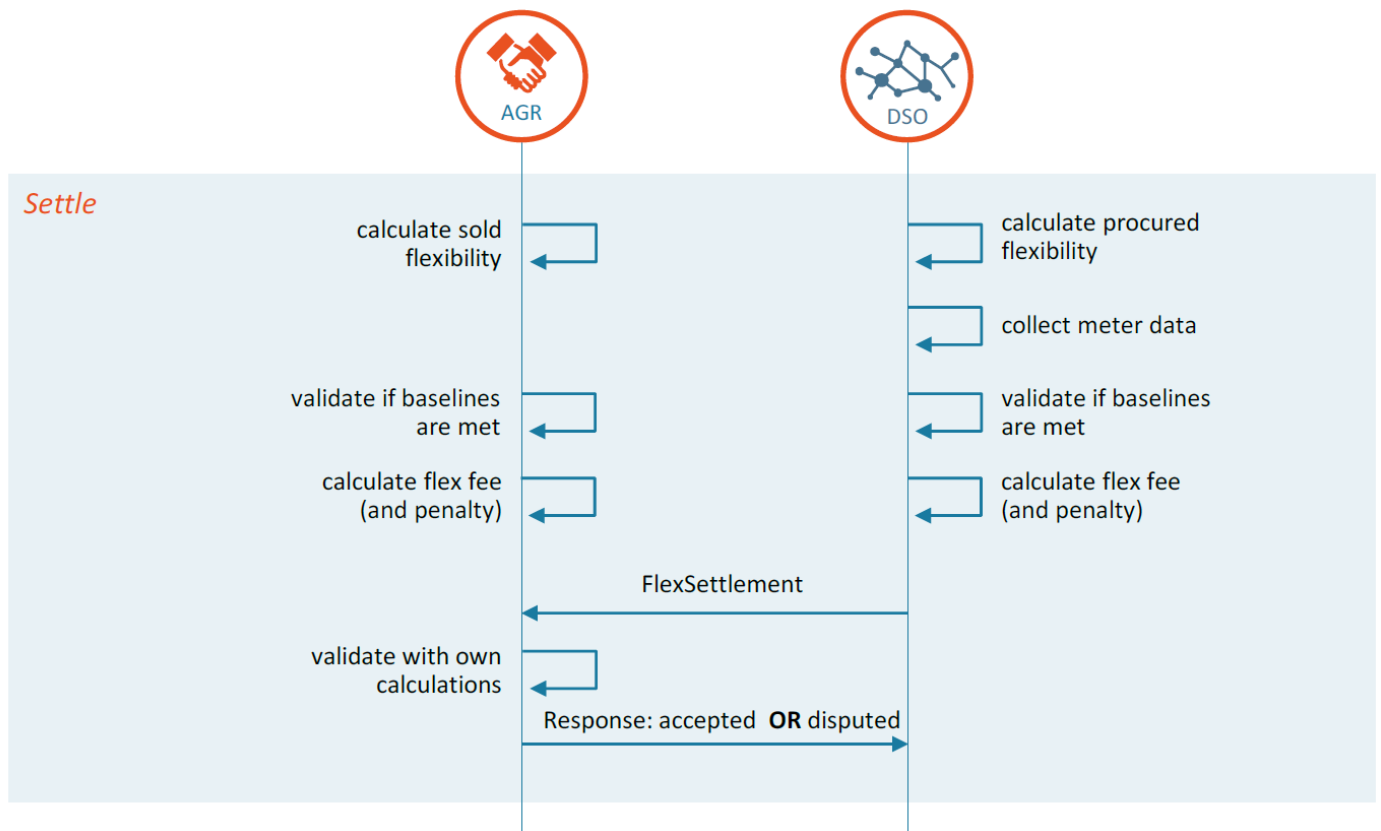 AGR
DSO
Settle
calculate sold
flexibility
calculate procured
flexibility
collect meter data
validate if baselines
are met
validate if baselines
are met
calculate flex fee
(and penalty)
calculate flex fee
(and penalty)
FlexSettlement
validate with own
calculations
Response: accepted OR disputed